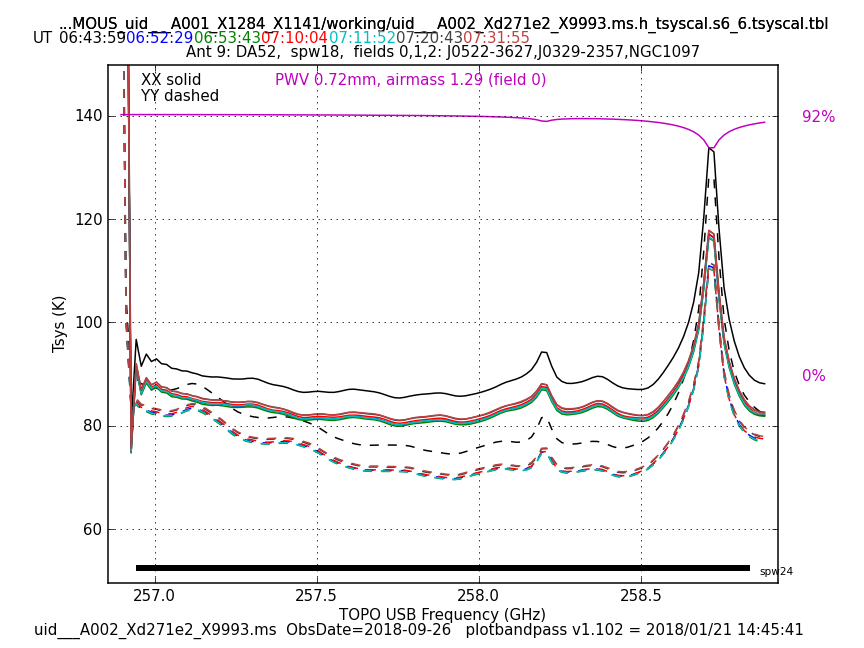 ...MOUS_uid___A001_X1284_X1141/working/uid___A002_Xd271e2_X9993.ms.h_tsyscal.s6_6.tsyscal.tbl
UT 06:43:59 06:52:29 06:53:43 07:10:04 07:11:52 07:20:43 07:31:55
Ant 9: DA52, spw18, fields 0,1,2: J0522-3627,J0329-2357,NGC1097
XX solid
PWV 0.72mm, airmass 1.29 (field 0)
YY dashed
140
92%
120
100
Tsys (K)
0%
80
60
spw24
257.0 257.5 258.0 258.5
TOPO USB Frequency (GHz)
uid___A002_Xd271e2_X9993.ms ObsDate=2018-09-26 plotbandpass v1.102 = 2018/01/21 14:45:41